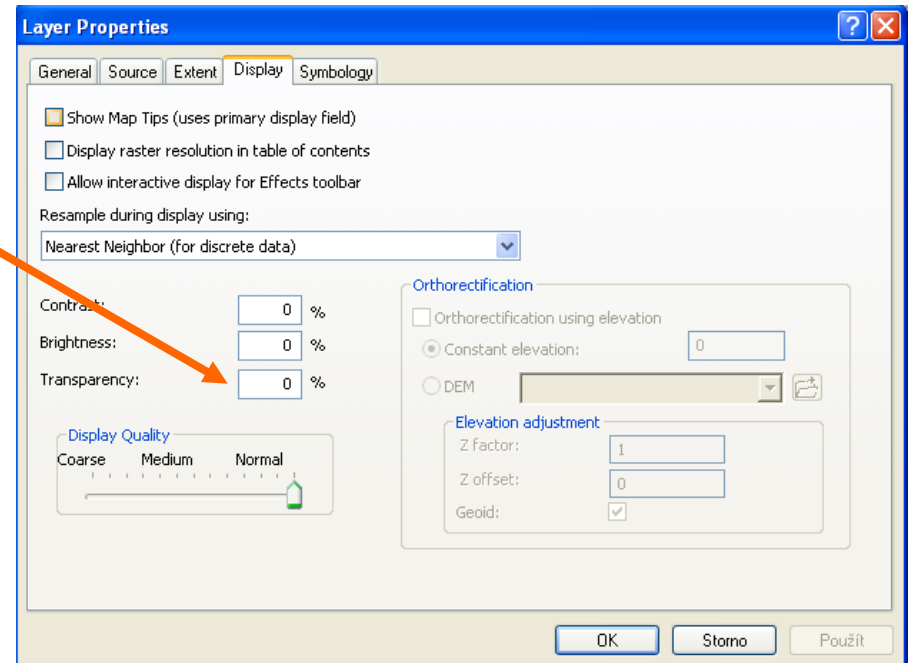 Layer Properties
General Source Extent Display Symbology
Show Map Tips (uses primary display field)
Display raster resolution in table of contents
Allow interactive display for Effects toolbar
Resample during display using:
Nearest Neighbor (for discrete data)
Contrast: 0 %
Brightness: 0 %
Transparency: 0 %
Display Quality
Coarse Medium Normal
Orthorectification
Orthorectification using elevation
Constant elevation: 0
DEM
Elevation adjustment
Z factor: 1
Z offset: 0
Geoid:
OK Storno Použít